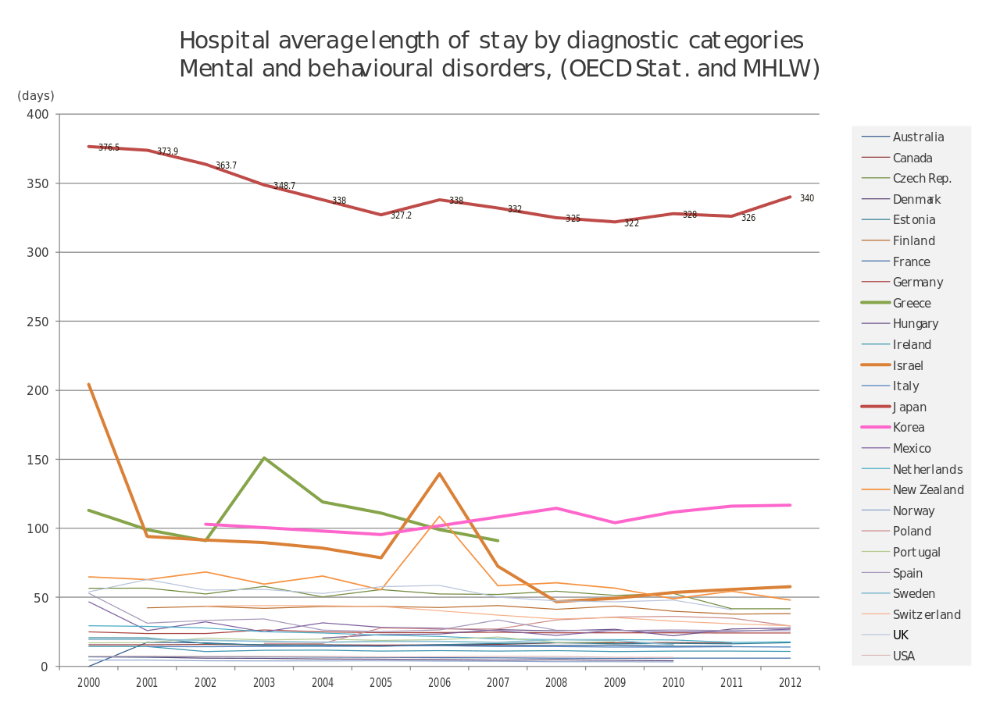 Hospital average length of stay by diagnostic categories
Mental and behavioural disorders, (OECD Stat. and MHLW)
(days)
400
350
300
250
200
150
100
50
0
376.5
373.9
363.7
348.7
338
327.2
338
332
325
322
328
326
340
2000
2001
2002
2003
2004
2005
2006
2007
2008
2009
2010
2011
2012
Australia
Canada
Czech Rep.
Denmark
Estonia
Finland
France
Germany
Greece
Hungary
Ireland
Israel
Italy
Japan
Korea
Mexico
Netherlands
New Zealand
Norway
Poland
Portugal
Spain
Sweden
Switzerland
UK
USA